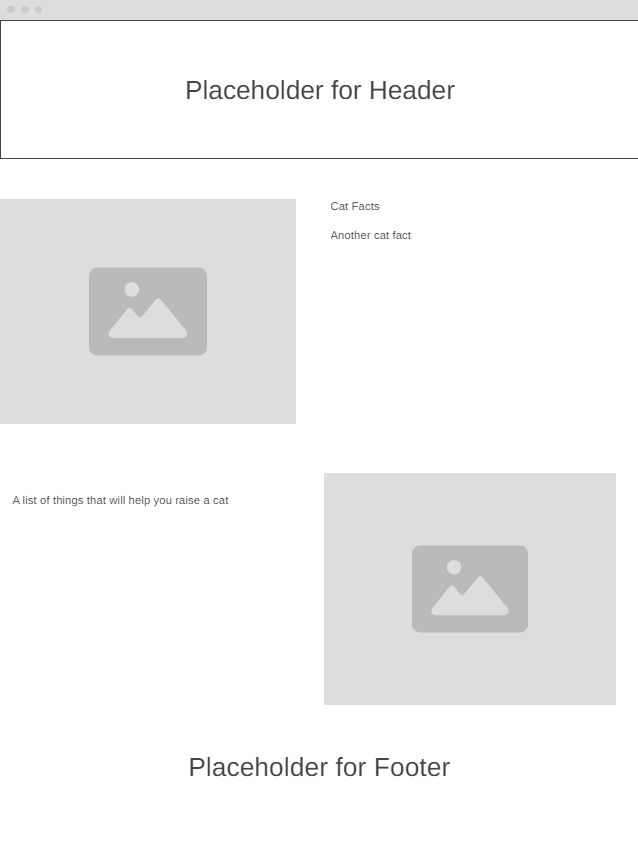 Placeholder for Header
Cat Facts
Another cat fact
A list of things that will help you raise a cat
Placeholder for Footer